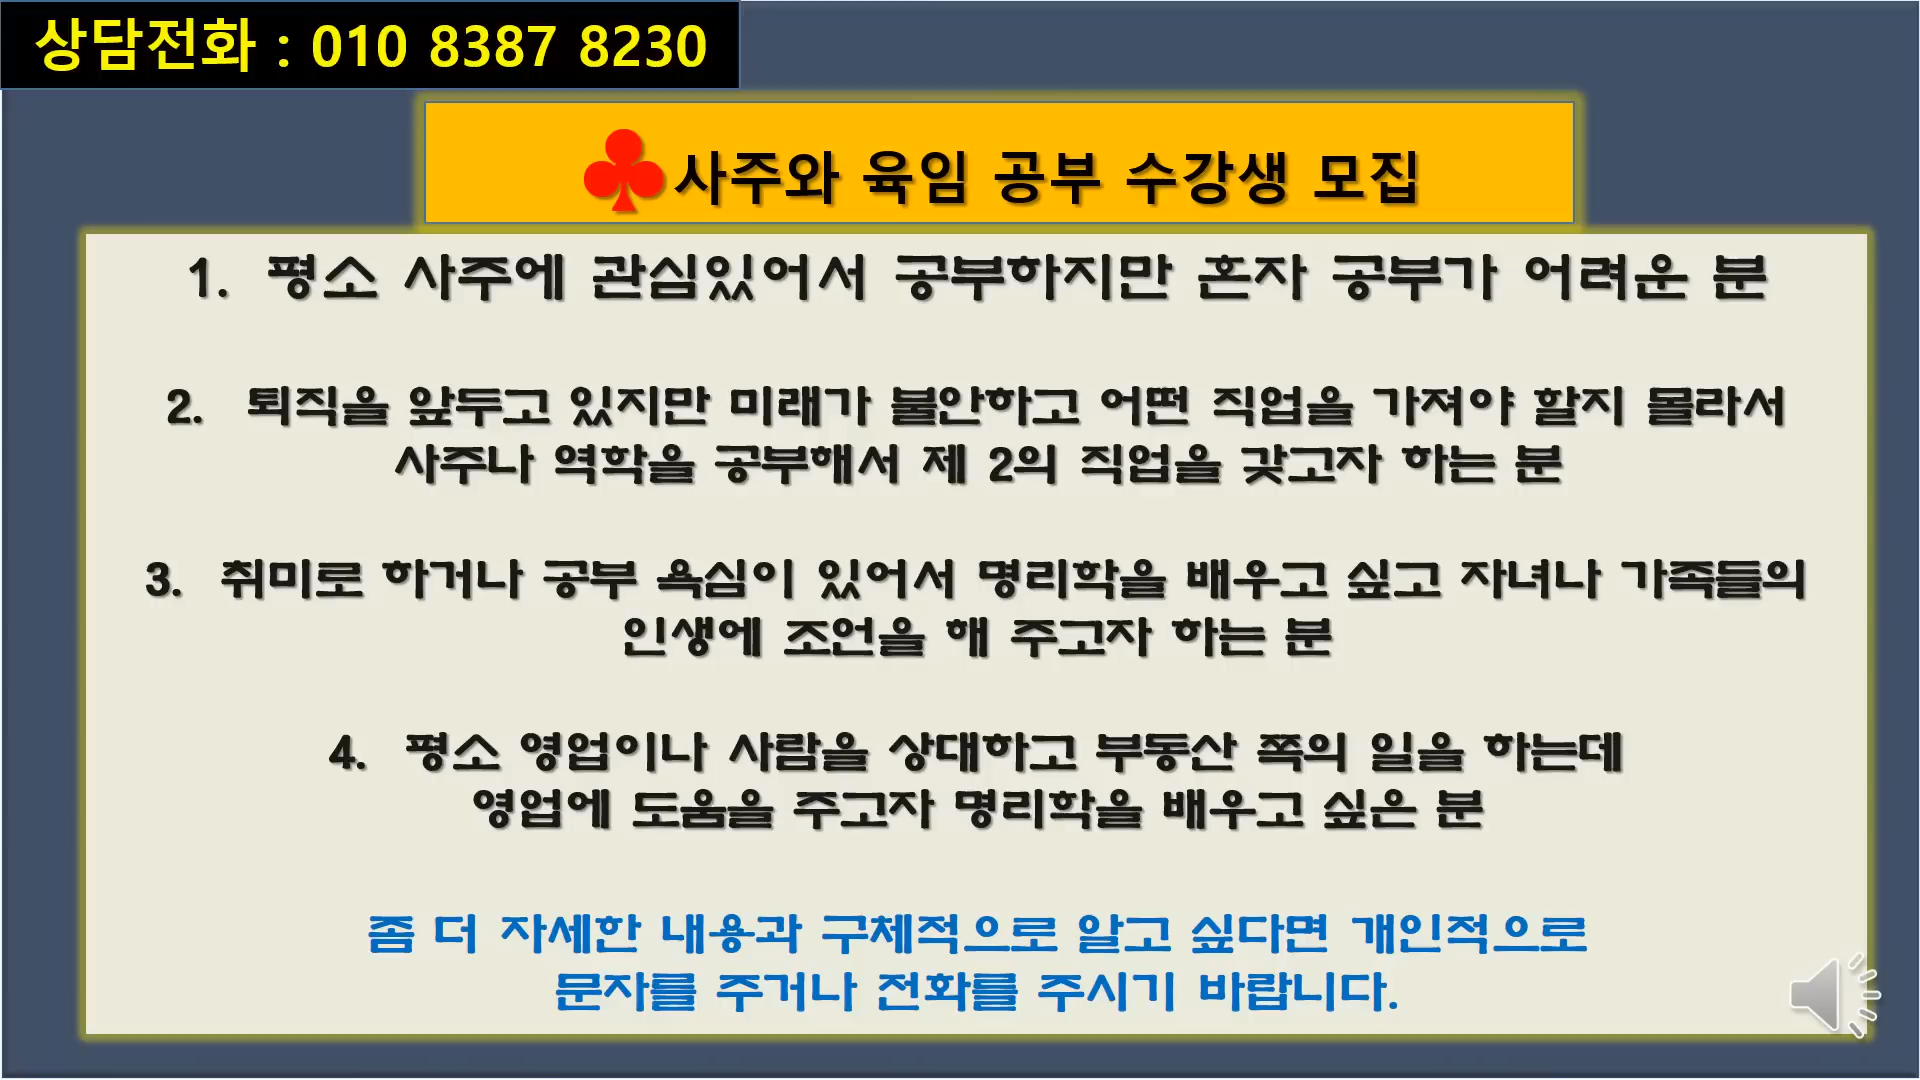 상담전화 : 010 8387 8230
♣사주와 육임 공부 수강생 모집
1. 평소 사주에 관심있어서 공부하지만 혼자 공부가 어려운 분
2. 퇴직을 앞두고 있지만 미래가 불안하고 어떤 직업을 가져야 할지 몰라서
사주나 역학을 공부해서 제 2의 직업을 갖고자 하는 분
3. 취미로 하거나 공부 욕심이 있어서 명리학을 배우고 싶고 자녀나 가족들의
인생에 조언을 해 주고자 하는 분
4. 평소 영업이나 사람을 상대하고 부동산 쪽의 일을 하는데
영업에 도움을 주고자 명리학을 배우고 싶은 분
좀 더 자세한 내용과 구체적으로 알고 싶다면 개인적으로
문자를 주거나 전화를 주시기 바랍니다.